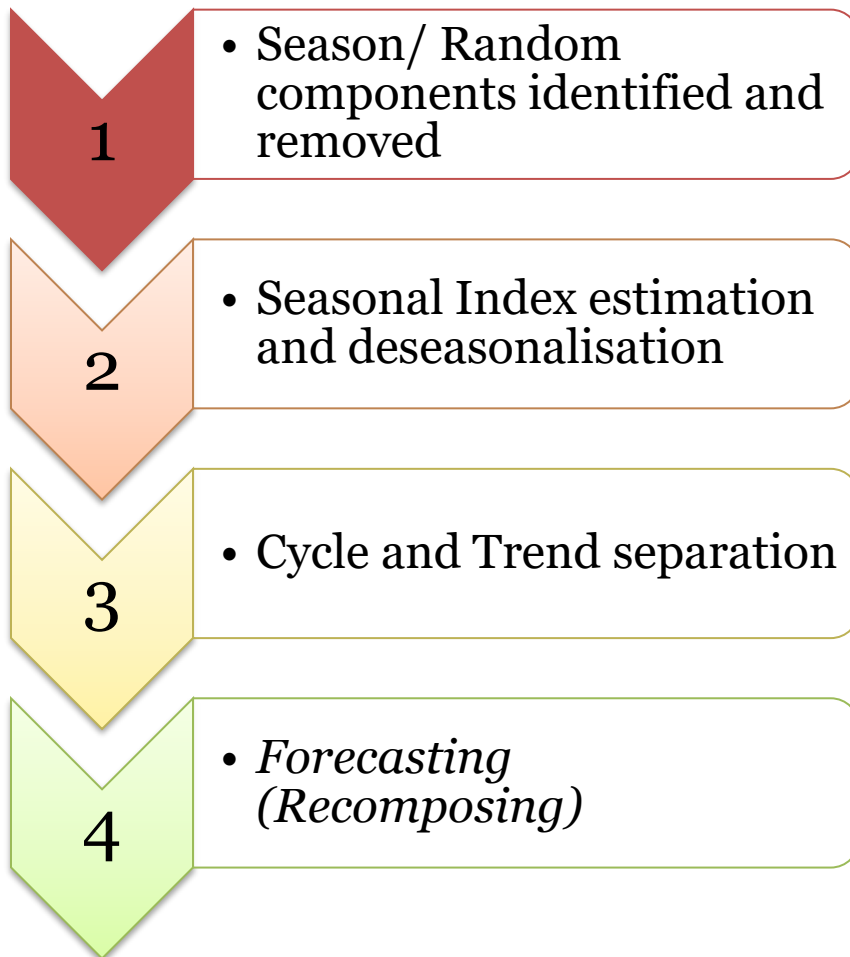 1
• Season/ Random
components identified and
removed
2
• Seasonal Index estimation
and deseasonalisation
3
• Cycle and Trend separation
4
• Forecasting
(Recomposing)